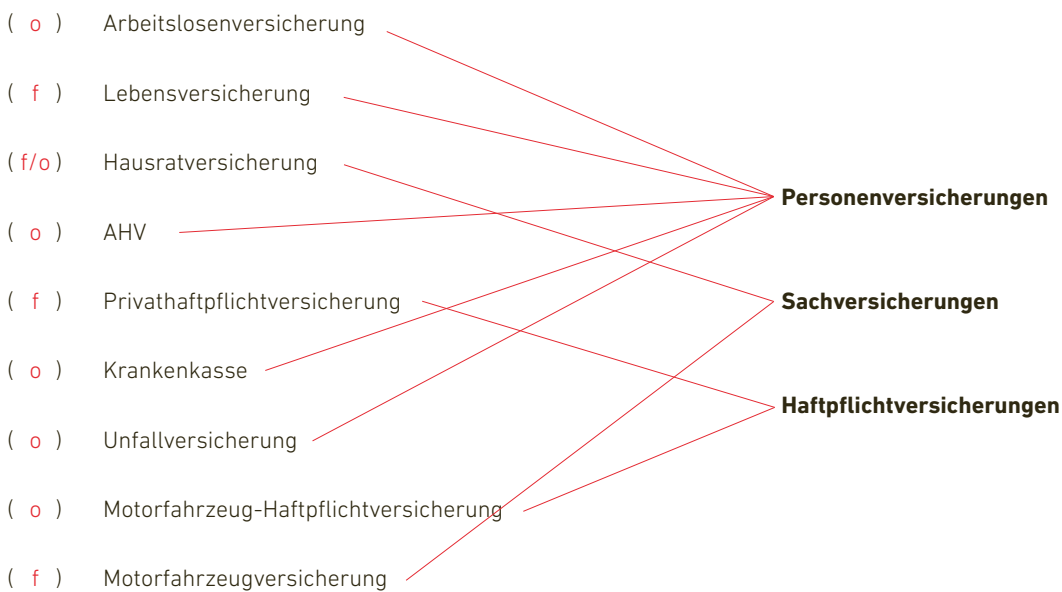 ( o ) Arbeitslosenversicherung
( f ) Lebensversicherung
( f/o ) Hausratversicherung
Personenversicherungen
( o ) AHV
( f ) Privathaftpflichtversicherung
Sachversicherungen
( o ) Krankenkasse
Haftpflichtversicherungen
( o ) Unfallversicherung
( o ) Motorfahrzeug-Haftpflichtversicherung
( f ) Motorfahrzeugversicherung